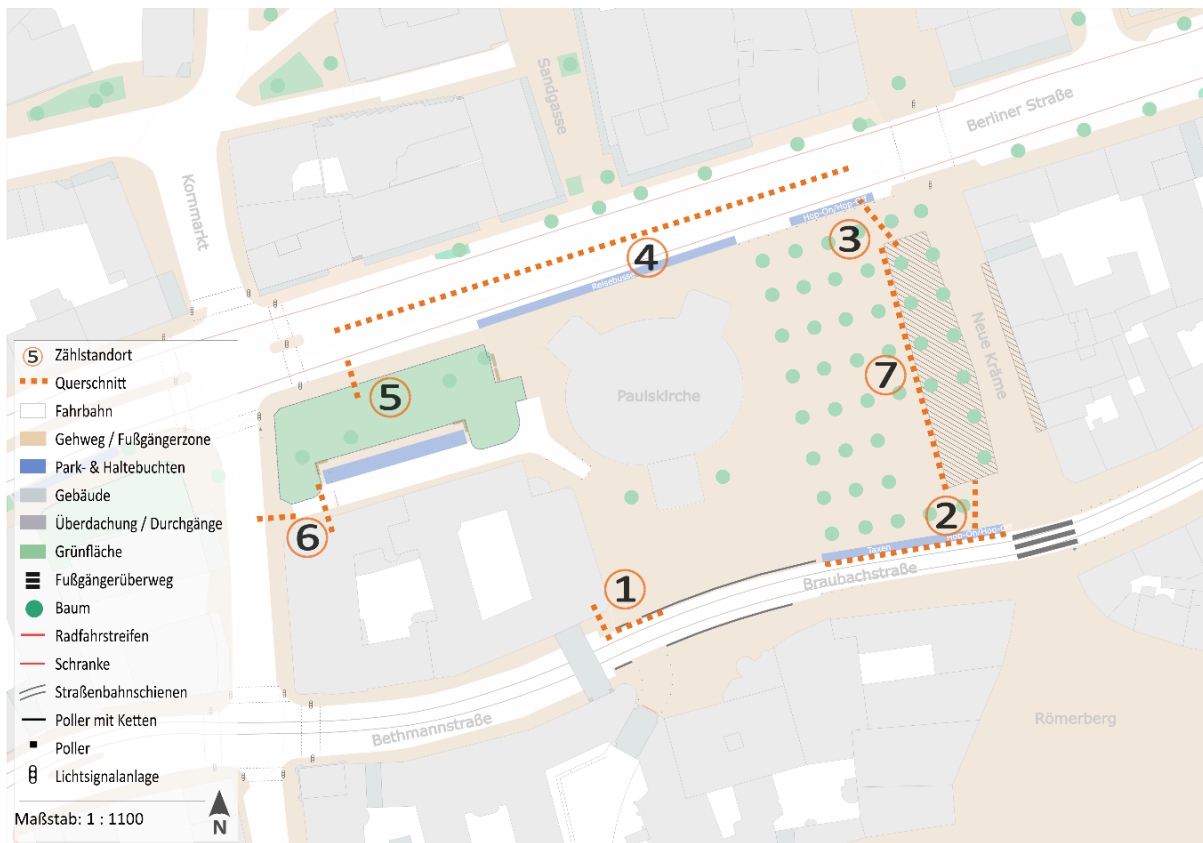 Sandgasse
Berliner Straße
Kornmarkt
Hop-On/Hop-Off
3
4
Reisebusse
Neue Kräme
7
Paulskirche
5
6
2
Hop-On/Hop-Off
Taxen
Braubachstraße
1
Bethmannstraße
Römerberg
5 Zählstandort
Querschnitt
Fahrbahn
Gehweg / Fußgängerzone
Park- & Haltebuchten
Gebäude
Überdachung / Durchgänge
Grünfläche
Fußgängerüberweg
Baum
Radfahrstreifen
Schranke
Straßenbahnschienen
Poller mit Ketten
Poller
Lichtsignalanlage
Maßstab: 1 : 1100
N